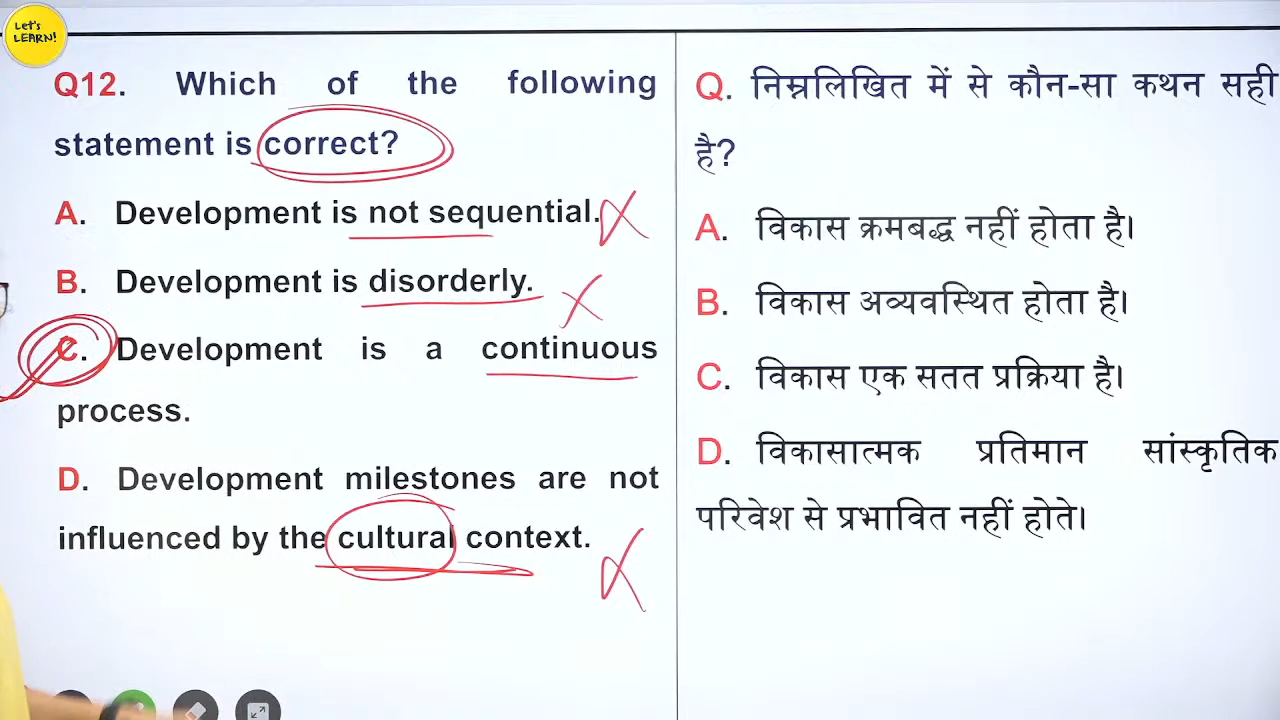 Let's
LEARN!
Q12. Which of the following
statement is correct?
A. Development is not sequential.
B. Development is disorderly.
C. Development is a continuous
process.
D. Development milestones are not
influenced by the cultural context.
Q. निम्नलिखित में से कौन-सा कथन सही
है?
A. विकास क्रमबद्ध नहीं होता है।
B. विकास अव्यवस्थित होता है।
C. विकास एक सतत प्रक्रिया है।
D. विकासात्मक प्रतिमान सांस्कृतिक
परिवेश से प्रभावित नहीं होते।